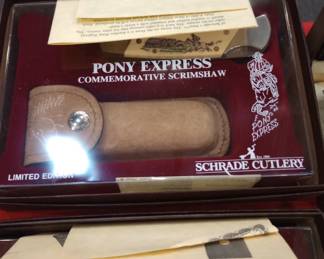 PONY EXPRESS
COMMEMORATIVE SCRIMSHAW
PONY
EXPRESS
LIMITED EDITION
SCHRADE CUTLERY